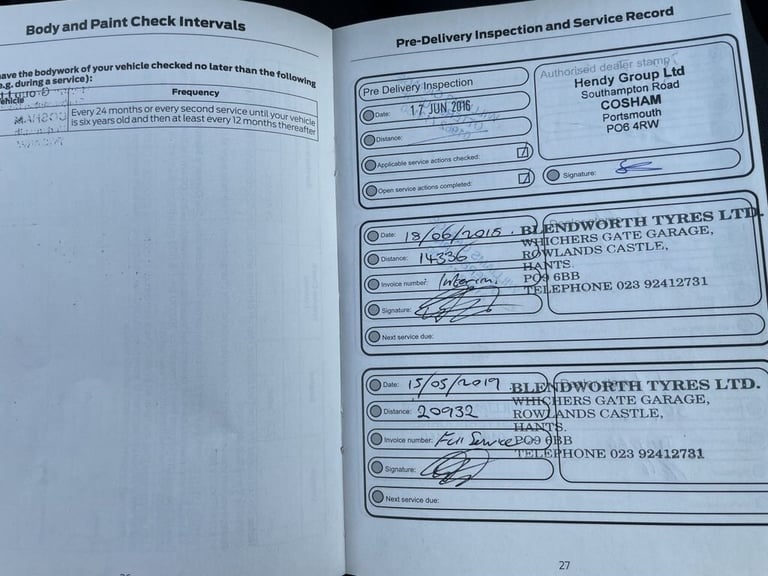 Body and Paint Check Intervals
ave the bodywork of your vehicle checked no later than the following
e.g. during a service):
Frequency
Every 24 months or every second service until your vehicle
is six years old and then at least every 12 months thereafter
Pre-Delivery Inspection and Service Record
Pre Delivery Inspection
Date: 17 JUN 2016
Distance:
Applicable service actions checked:
Open service actions completed:
Authorised dealer stamp
Hendy Group Ltd
Southampton Road
COSHAM
Portsmouth
PO6 4RW
Signature:
Date: 18/06/2018
Distance: 14336
Invoice number: Interim
Signature:
Next service due:
BLENDWORTH TYRES LTD.
WHICHERS GATE GARAGE,
ROWLANDS CASTLE,
HANTS.
PO9 6BB
TELEPHONE 023 92412731
Date: 15/05/2019
Distance: 20932
Invoice number: Full Service
Signature:
Next service due:
BLENDWORTH TYRES LTD.
WHICHERS GATE GARAGE,
ROWLANDS CASTLE,
HANTS.
PO9 6BB
TELEPHONE 023 92412731
27